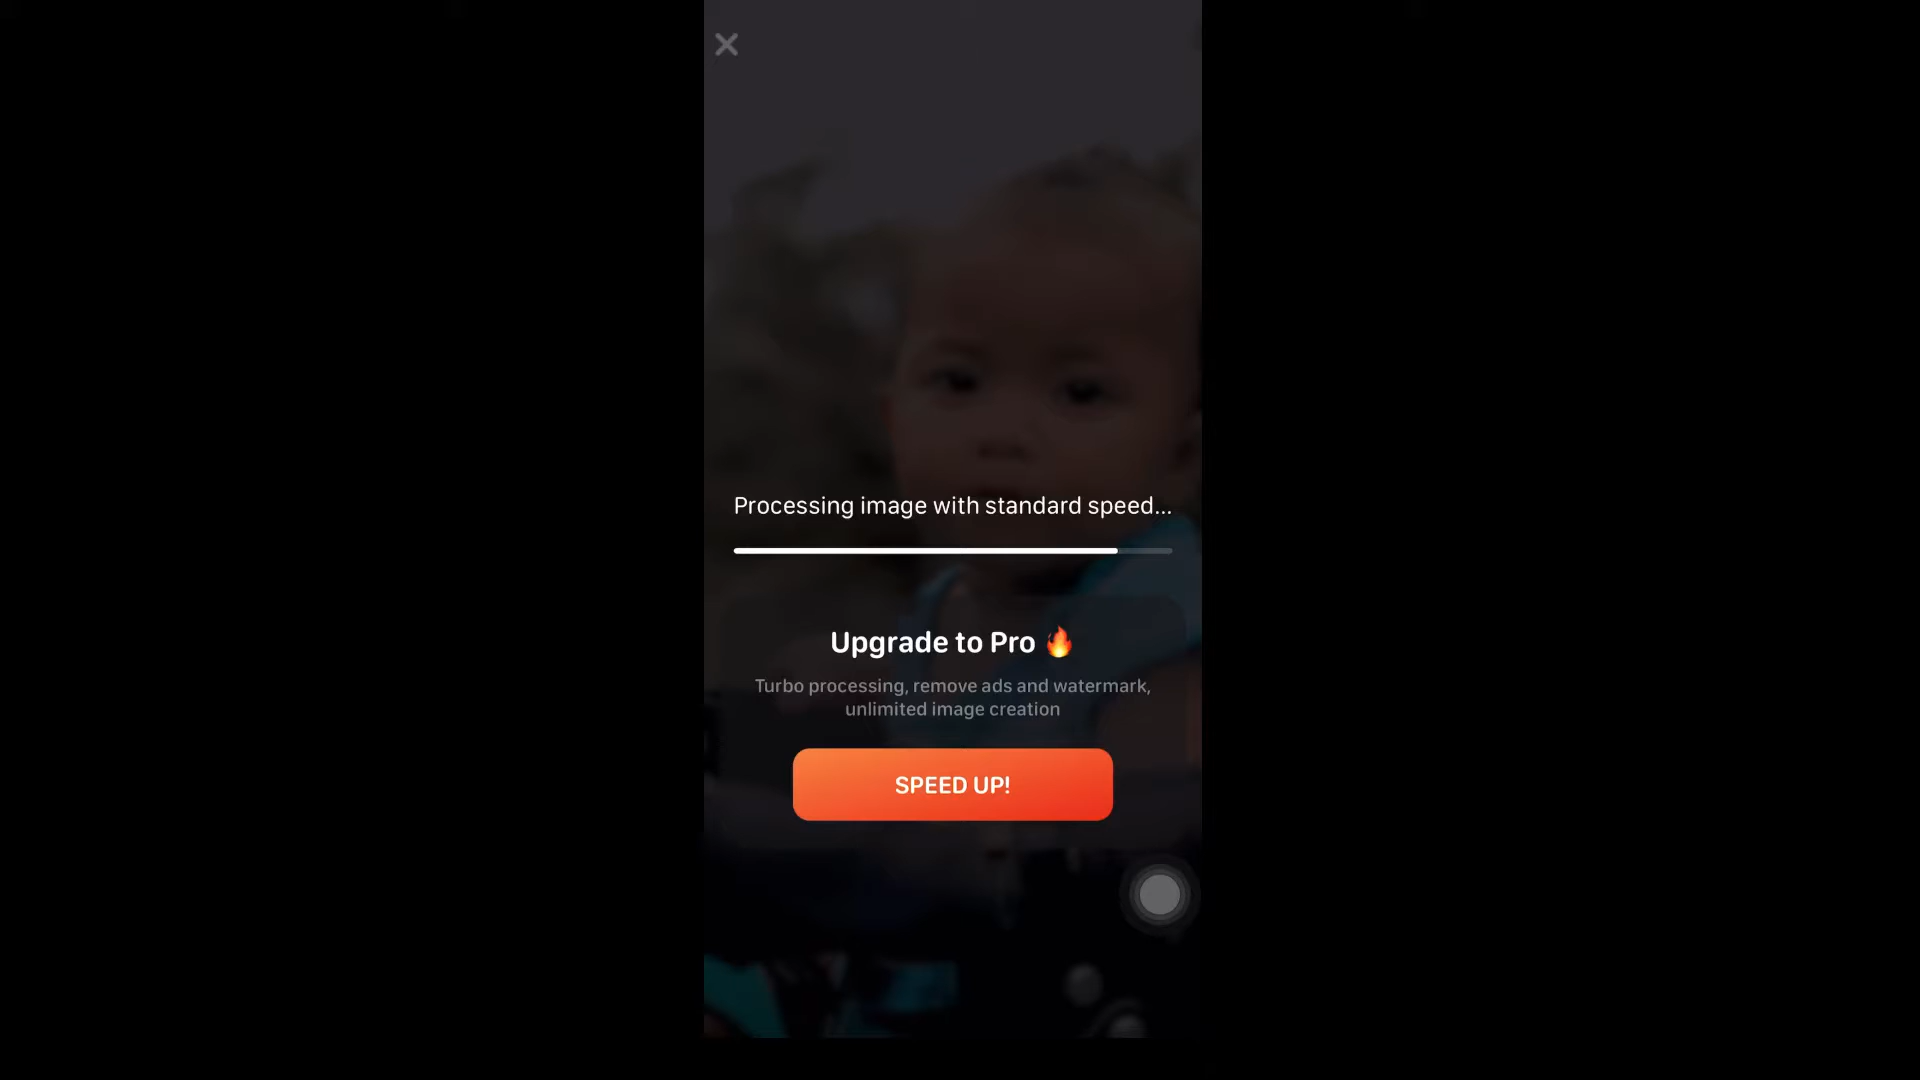 Processing image with standard speed...
Upgrade to Pro 🔥
Turbo processing, remove ads and watermark,
unlimited image creation
SPEED UP!